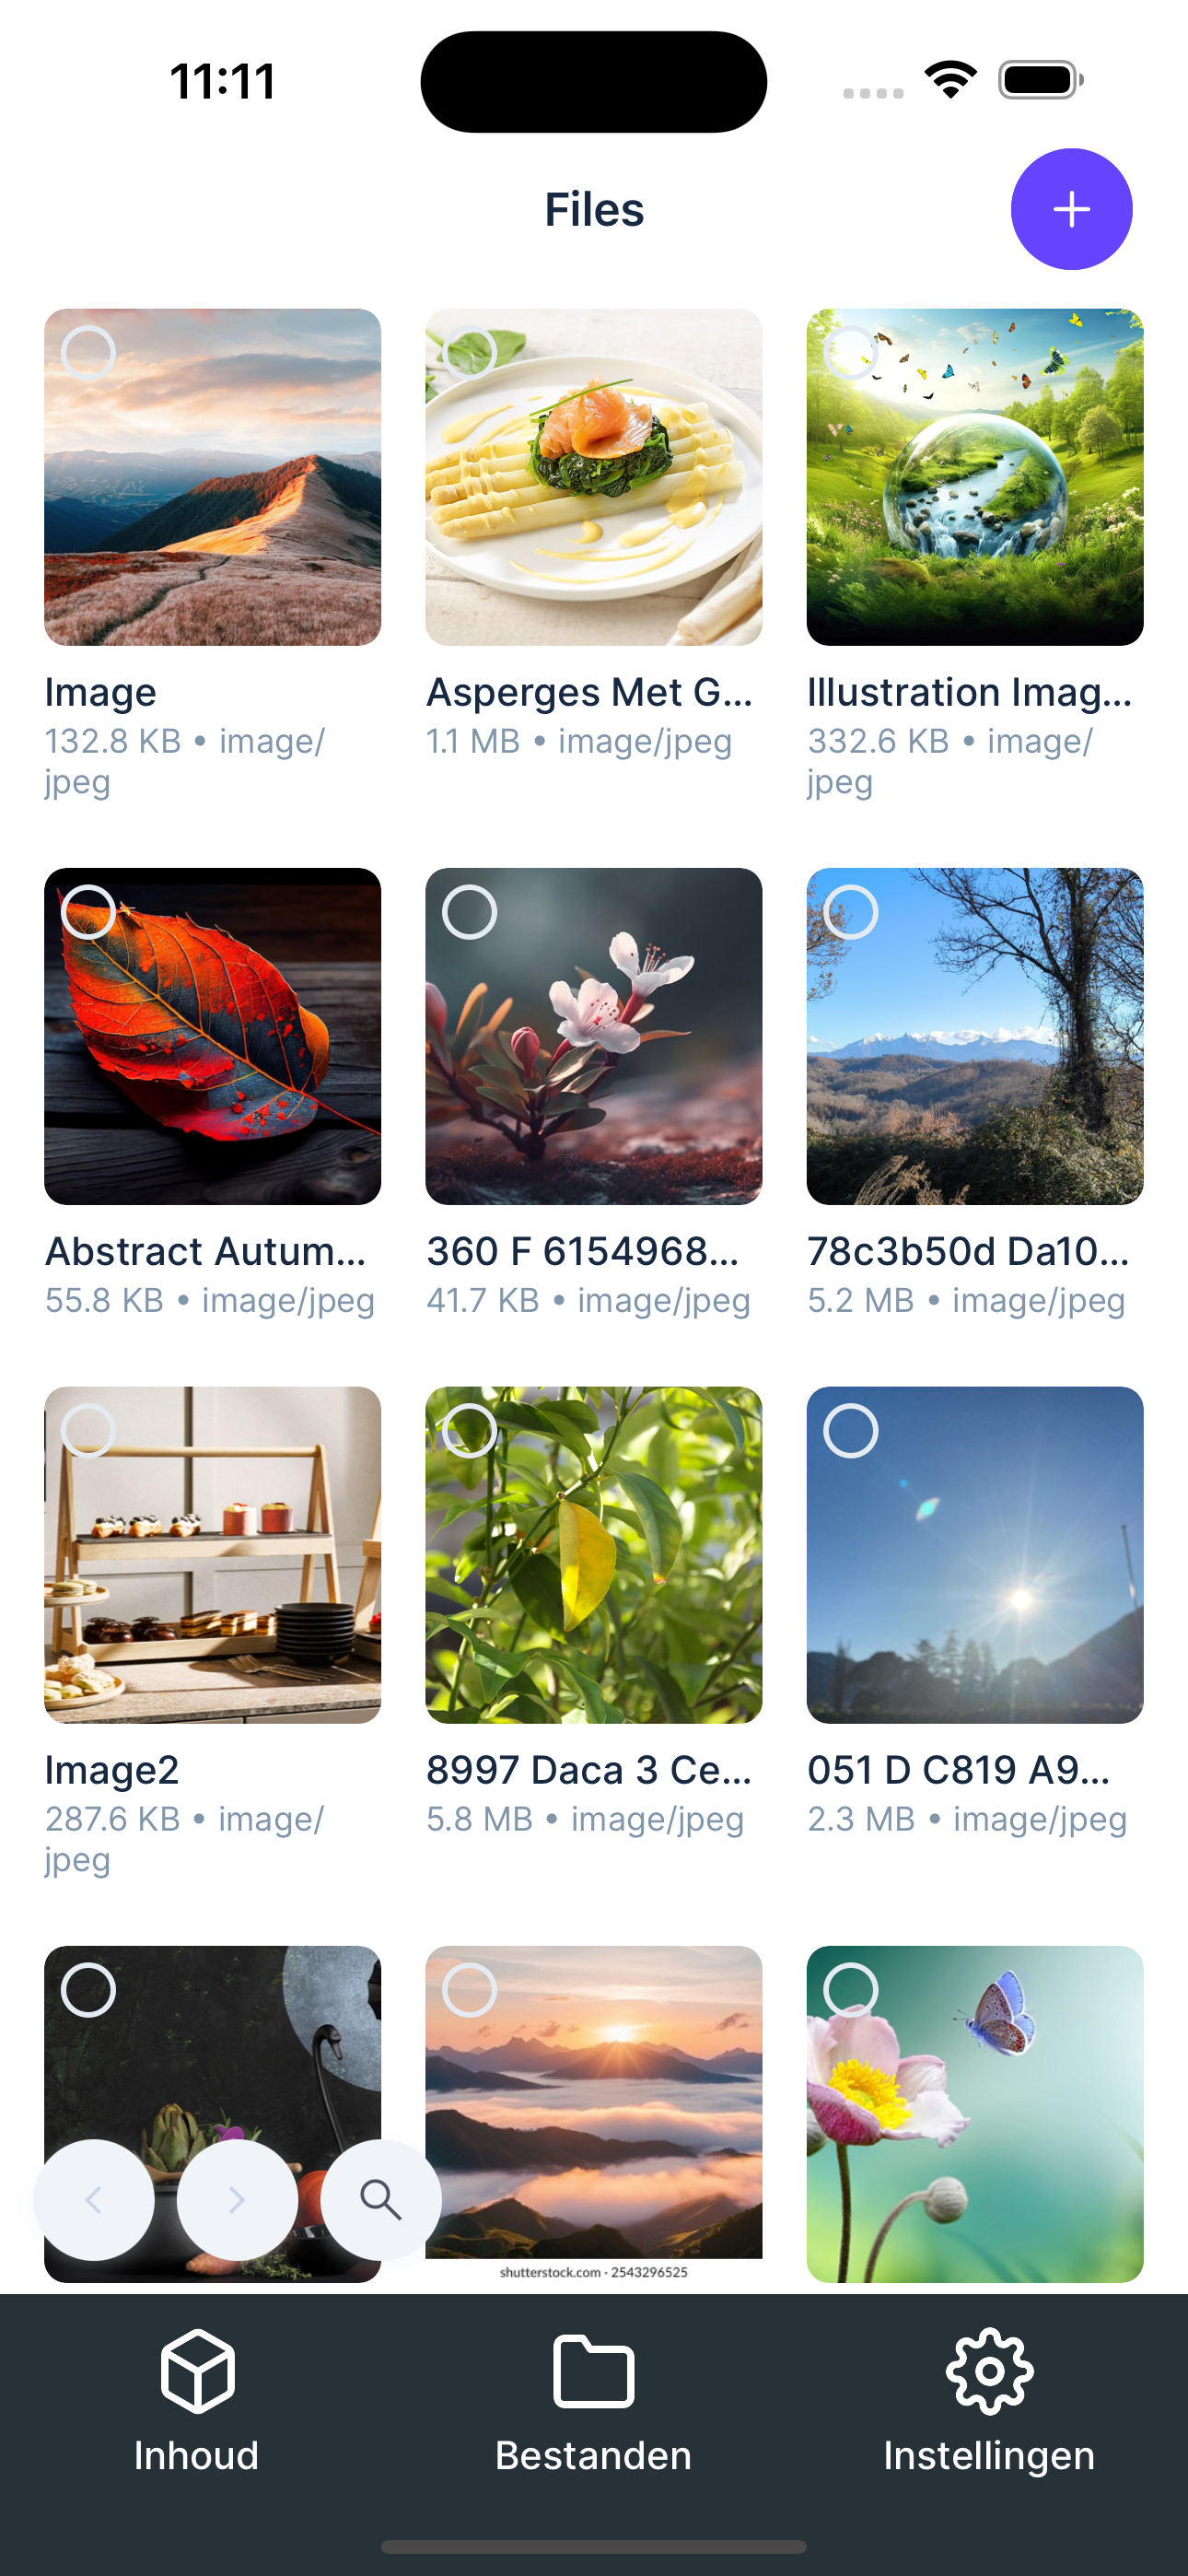 11:11
Files
Image
132.8 KB • image/
jpeg
Asperges Met G...
1.1 MB • image/jpeg
Illustration Imag...
332.6 KB • image/
jpeg
Abstract Autum...
55.8 KB • image/jpeg
360 F 6154968...
41.7 KB • image/jpeg
78c3b50d Da10...
5.2 MB • image/jpeg
Image2
287.6 KB • image/
jpeg
8997 Daca 3 Ce...
5.8 MB • image/jpeg
051 D C819 A9...
2.3 MB • image/jpeg
shutterstock.com · 2543296525
Inhoud
Bestanden
Instellingen